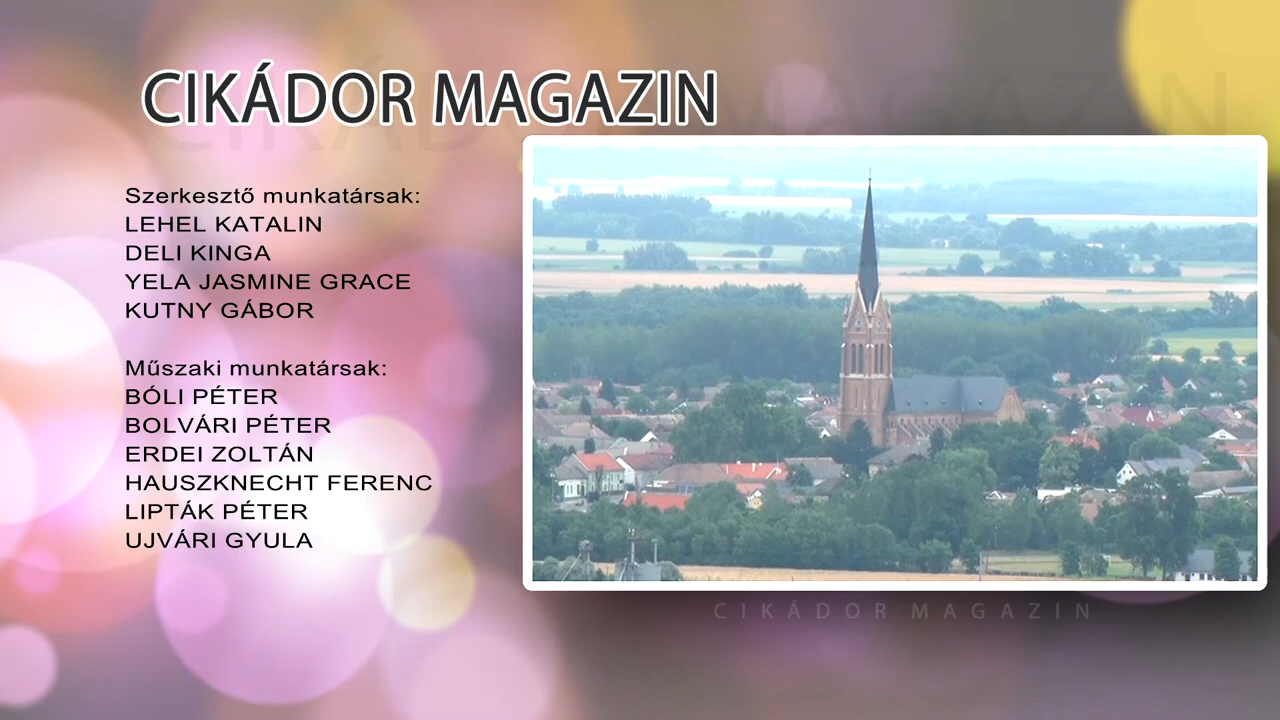 CIKÁDOR MAGAZIN
Szerkesztő munkatársak:
LEHEL KATALIN
DELI KINGA
YELA JASMINE GRACE
KUTNY GÁBOR
Műszaki munkatársak:
BÓLI PÉTER
BOLVÁRI PÉTER
ERDEI ZOLTÁN
HAUSZKNECHT FERENC
LIPTÁK PÉTER
UJVÁRI GYULA
CIKÁDOR MAGAZIN